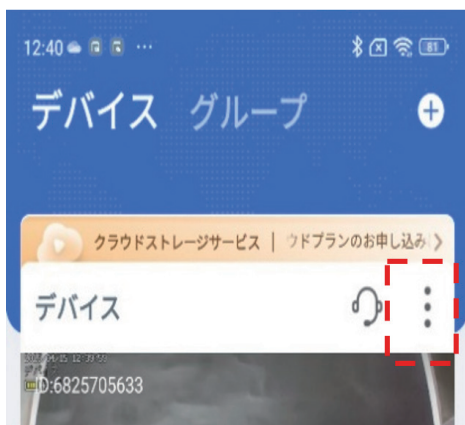 12:40
81
デバイス グループ
クラウドストレージサービス | ウドプランのお申し込み
デバイス
D:6825705633